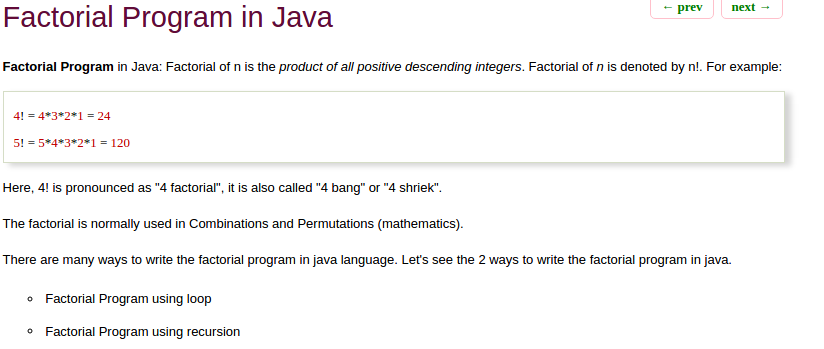 Factorial Program in Java
← prev next →
Factorial Program in Java: Factorial of n is the product of all positive descending integers. Factorial of n is denoted by n!. For example:
4! = 4*3*2*1 = 24
5! = 5*4*3*2*1 = 120
Here, 4! is pronounced as "4 factorial", it is also called "4 bang" or "4 shriek".
The factorial is normally used in Combinations and Permutations (mathematics).
There are many ways to write the factorial program in java language. Let's see the 2 ways to write the factorial program in java.
Factorial Program using loop
Factorial Program using recursion